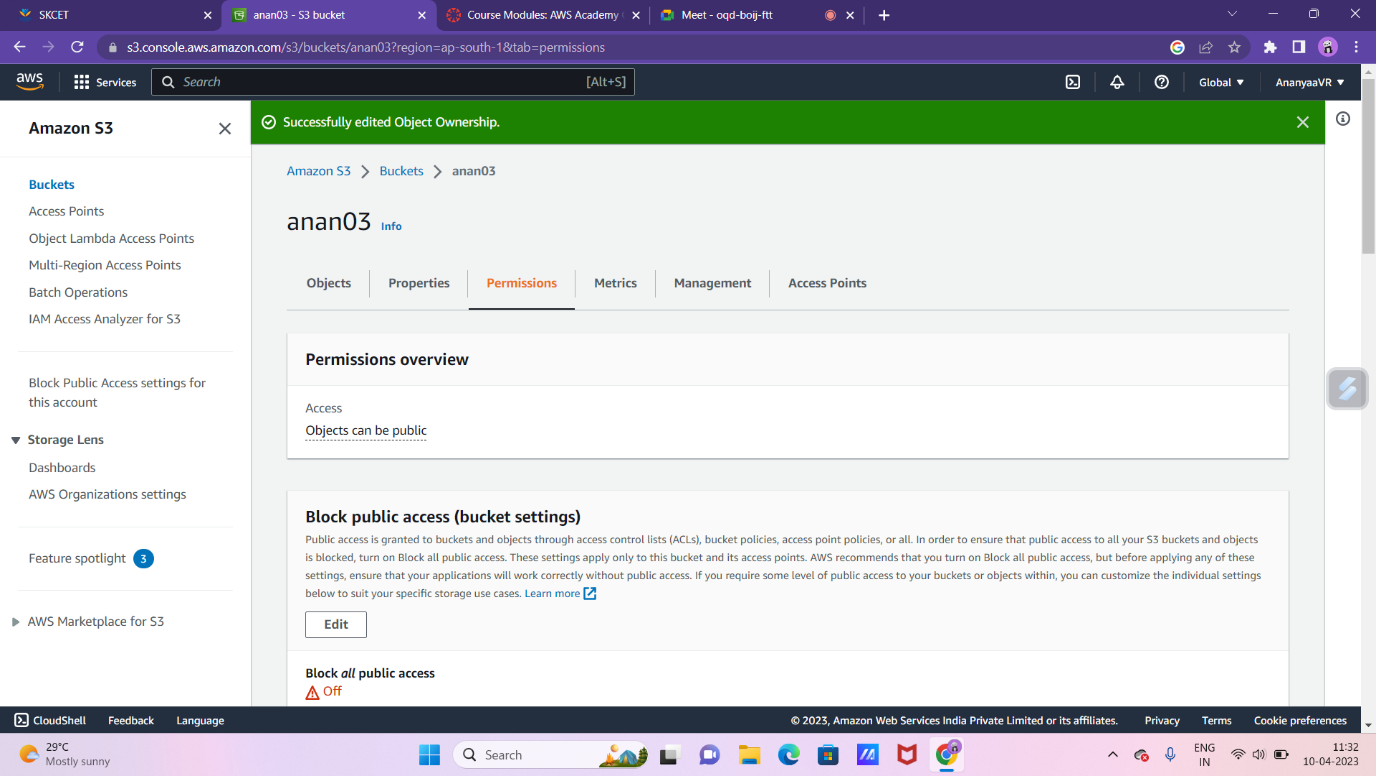 SKCET
anan03 - S3 bucket
Course Modules: AWS Academy
Meet - oqd-boij-ftt
s3.console.aws.amazon.com/s3/buckets/anan03?region=ap-south-1&tab=permissions
aws
Services
Search
[Alt+S]
Global
AnanyaaVR
Amazon S3
Buckets
Access Points
Object Lambda Access Points
Multi-Region Access Points
Batch Operations
IAM Access Analyzer for S3
Block Public Access settings for
this account
Storage Lens
Dashboards
AWS Organizations settings
Feature spotlight 3
AWS Marketplace for S3
Successfully edited Object Ownership.
Amazon S3 > Buckets > anan03
anan03 Info
Objects
Properties
Permissions
Metrics
Management
Access Points
Permissions overview
Access
Objects can be public
Block public access (bucket settings)
Public access is granted to buckets and objects through access control lists (ACLs), bucket policies, access point policies, or all. In order to ensure that public access to all your S3 buckets and objects
is blocked, turn on Block all public access. These settings apply only to this bucket and its access points. AWS recommends that you turn on Block all public access, but before applying any of these
settings, ensure that your applications will work correctly without public access. If you require some level of public access to your buckets or objects within, you can customize the individual settings
below to suit your specific storage use cases. Learn more
Edit
Block all public access
Off
CloudShell
Feedback
Language
© 2023, Amazon Web Services India Private Limited or its affiliates.
Privacy
Terms
Cookie preferences
29°C
Mostly sunny
Search
ENG
IN
11:32
10-04-2023